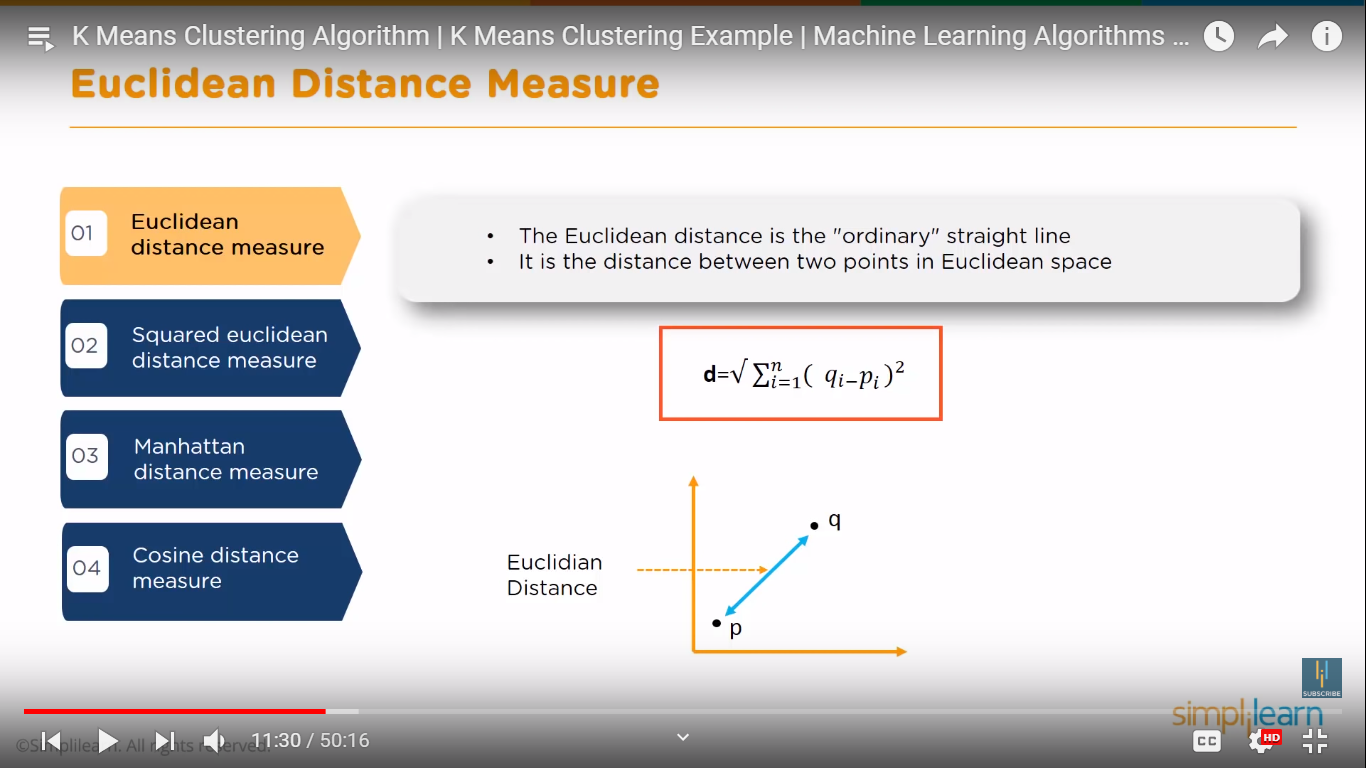 K Means Clustering Algorithm | K Means Clustering Example | Machine Learning Algorithms ...
Euclidean Distance Measure
01
Euclidean
distance measure
02
Squared euclidean
distance measure
03
Manhattan
distance measure
04
Cosine distance
measure
• The Euclidean distance is the "ordinary" straight line
• It is the distance between two points in Euclidean space
d=√ ∑ⁿᵢ₌₁( qᵢ₋pᵢ )²
Euclidian
Distance
q
p
SUBSCRIBE
simplilearn
©Simplilearn. All rights reserved.
11:30 / 50:16
CC
HD